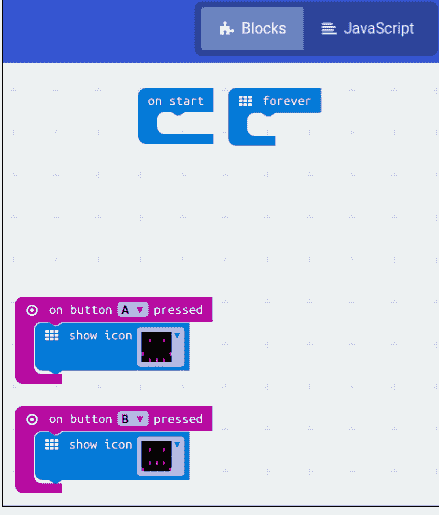 Blocks JavaScript
on start forever
on button A ▼ pressed
show icon ▼
on button B ▼ pressed
show icon ▼